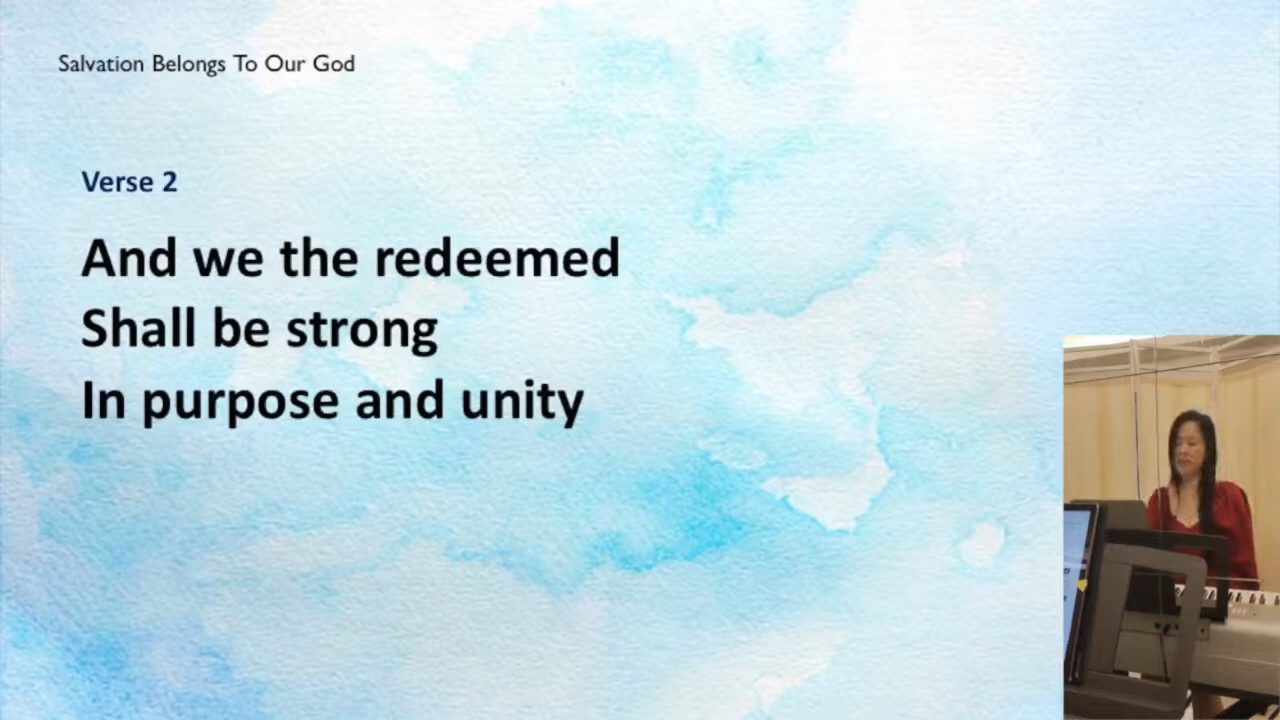 Salvation Belongs To Our God
Verse 2
And we the redeemed
Shall be strong
In purpose and unity